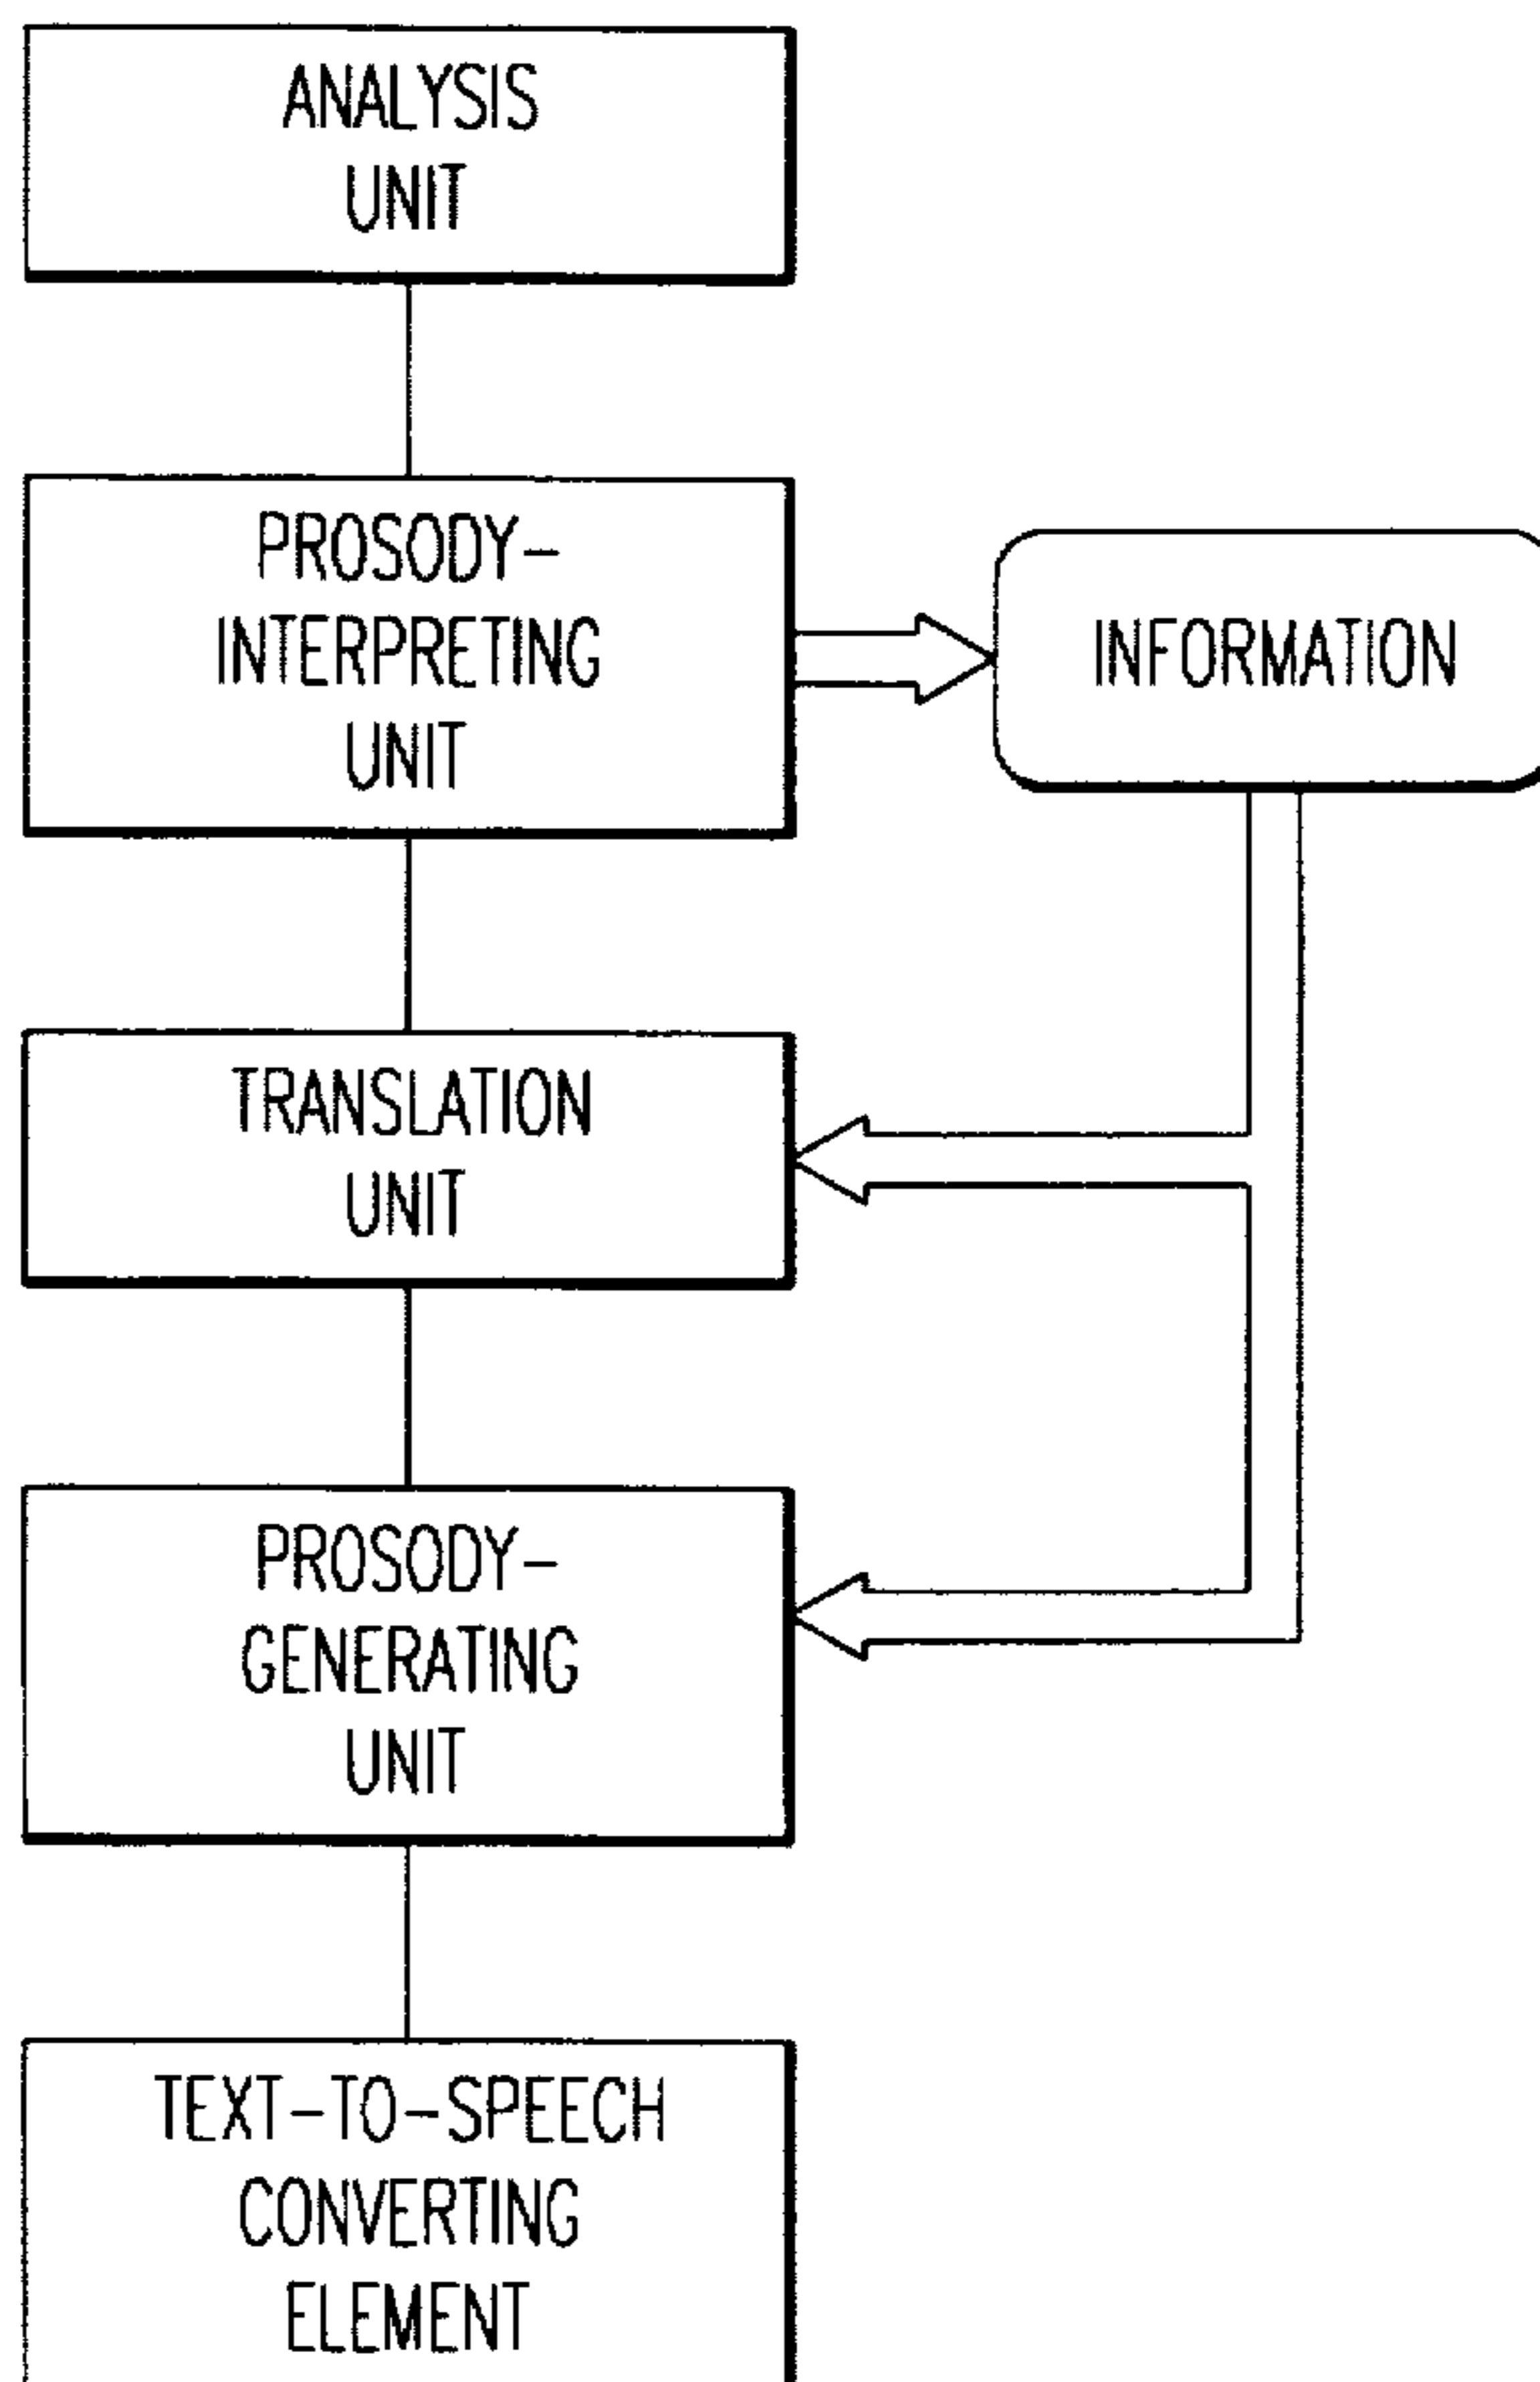 ANALYSIS
UNIT
PROSODY-
INTERPRETING
UNIT
INFORMATION
TRANSLATION
UNIT
PROSODY-
GENERATING
UNIT
TEXT-TO-SPEECH
CONVERTING
ELEMENT